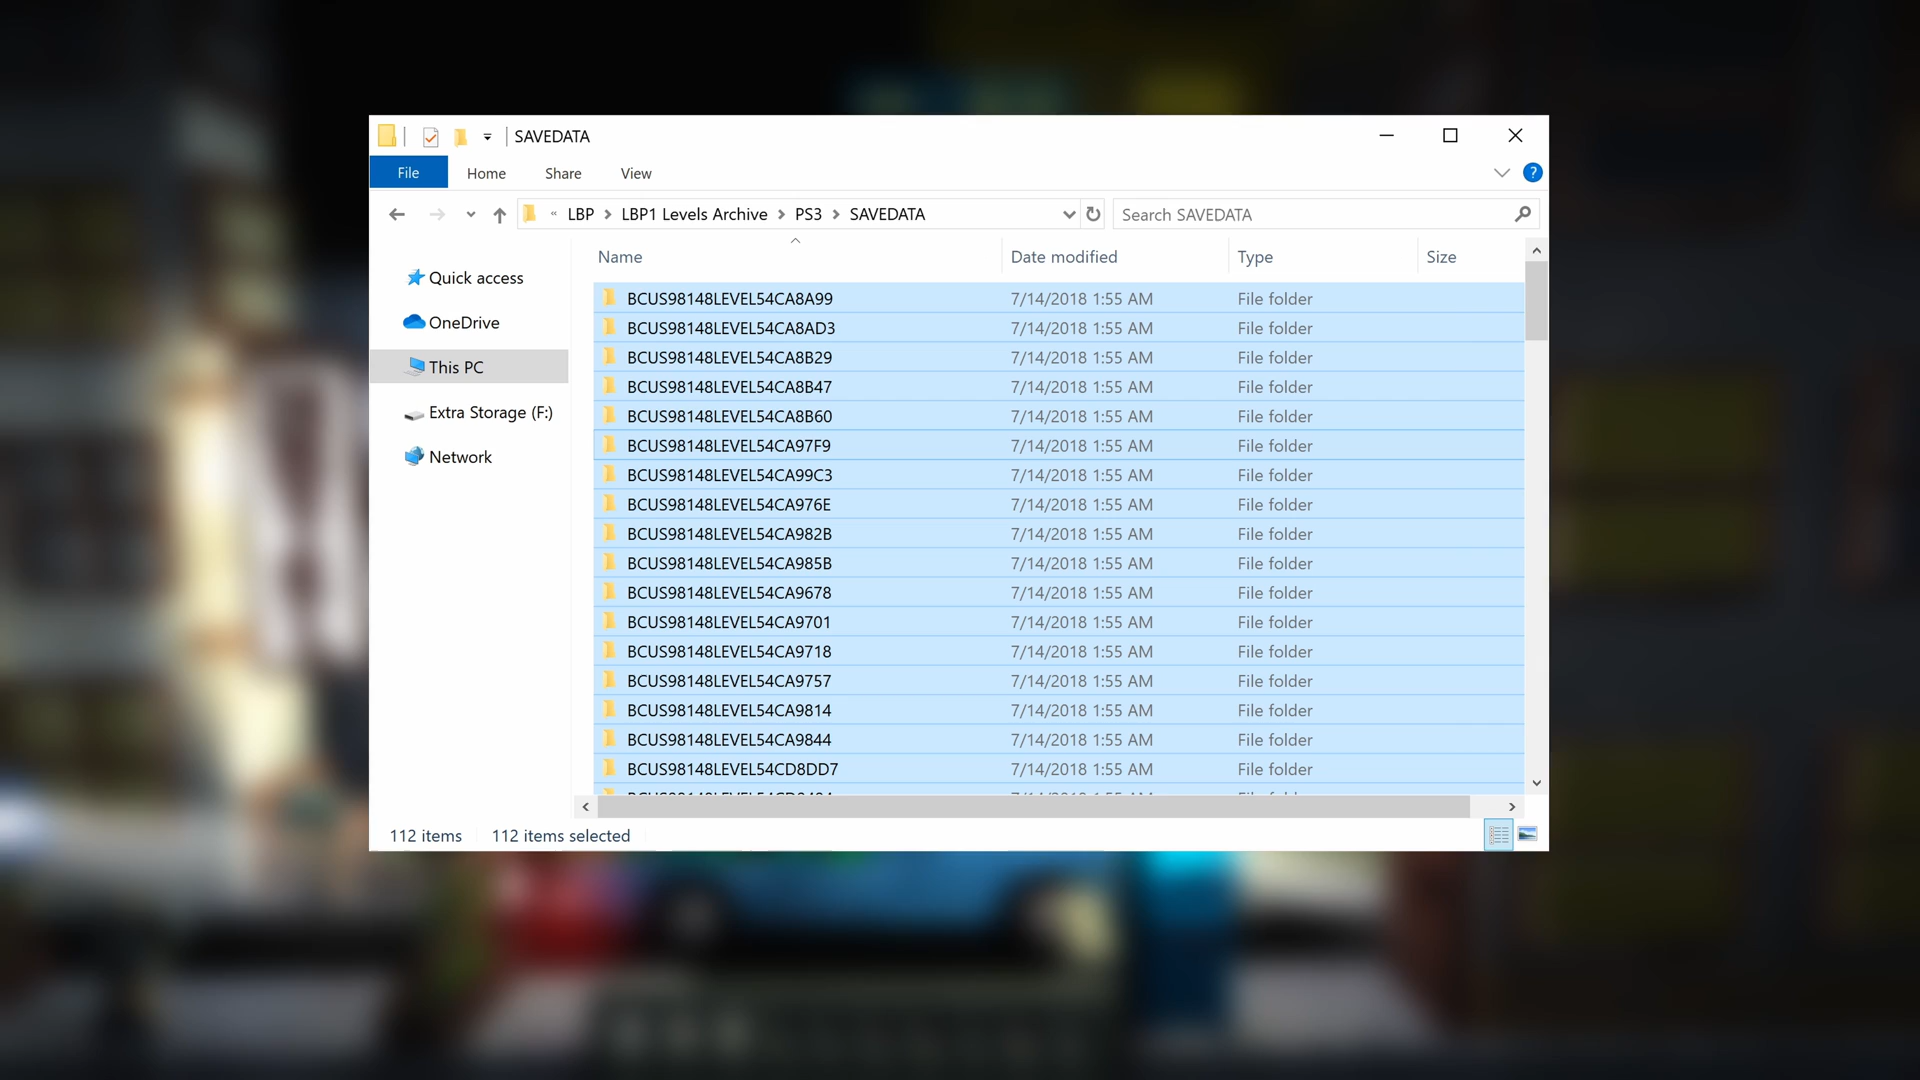 SAVEDATA
File Home Share View
« LBP > LBP1 Levels Archive > PS3 > SAVEDATA Search SAVEDATA
Name Date modified Type Size
Quick access
OneDrive
This PC
Extra Storage (F:)
Network
BCUS98148LEVEL54CA8A99 7/14/2018 1:55 AM File folder
BCUS98148LEVEL54CA8AD3 7/14/2018 1:55 AM File folder
BCUS98148LEVEL54CA8B29 7/14/2018 1:55 AM File folder
BCUS98148LEVEL54CA8B47 7/14/2018 1:55 AM File folder
BCUS98148LEVEL54CA8B60 7/14/2018 1:55 AM File folder
BCUS98148LEVEL54CA97F9 7/14/2018 1:55 AM File folder
BCUS98148LEVEL54CA99C3 7/14/2018 1:55 AM File folder
BCUS98148LEVEL54CA976E 7/14/2018 1:55 AM File folder
BCUS98148LEVEL54CA982B 7/14/2018 1:55 AM File folder
BCUS98148LEVEL54CA985B 7/14/2018 1:55 AM File folder
BCUS98148LEVEL54CA9678 7/14/2018 1:55 AM File folder
BCUS98148LEVEL54CA9701 7/14/2018 1:55 AM File folder
BCUS98148LEVEL54CA9718 7/14/2018 1:55 AM File folder
BCUS98148LEVEL54CA9757 7/14/2018 1:55 AM File folder
BCUS98148LEVEL54CA9814 7/14/2018 1:55 AM File folder
BCUS98148LEVEL54CA9844 7/14/2018 1:55 AM File folder
BCUS98148LEVEL54CD8DD7 7/14/2018 1:55 AM File folder
112 items 112 items selected